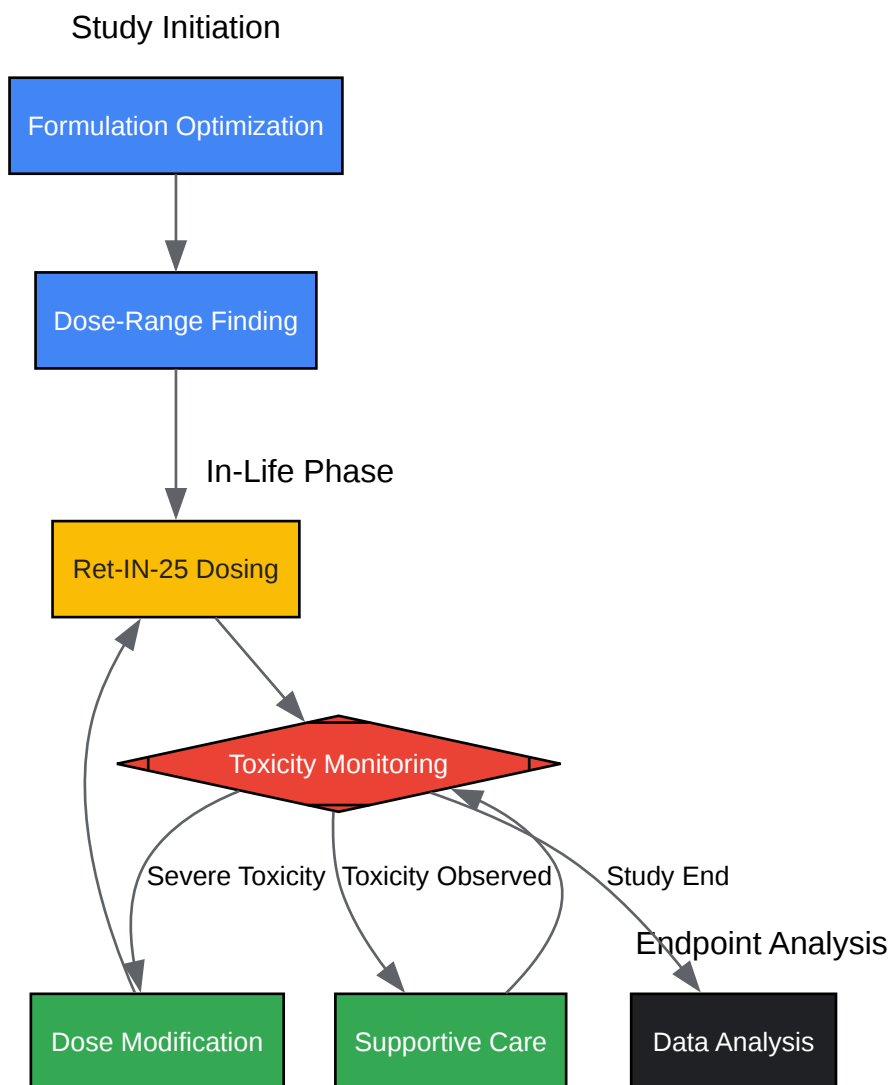 Study Initiation
Formulation Optimization
Dose-Range Finding
In-Life Phase
Ret-IN-25 Dosing
Toxicity Monitoring
Severe Toxicity
Toxicity Observed
Study End
Endpoint Analysis
Dose Modification
Supportive Care
Data Analysis